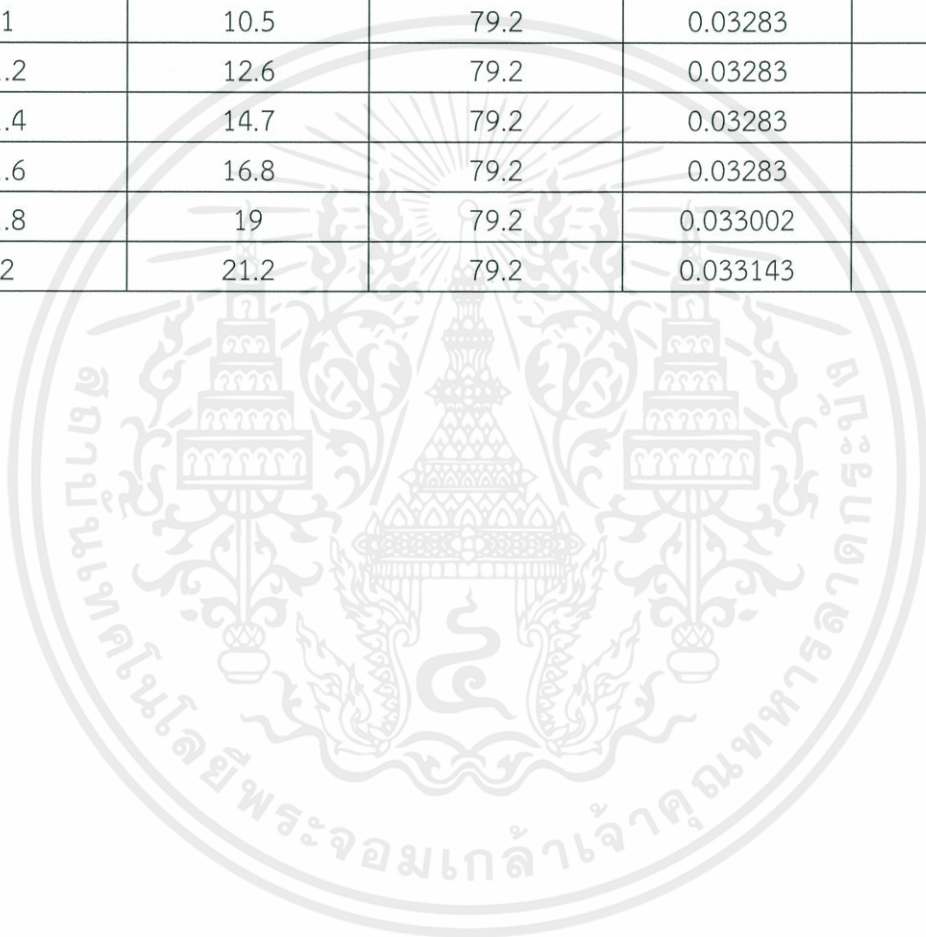 1 10.5 79.2 0.03283
.2 12.6 79.2 0.03283
.4 14.7 79.2 0.03283
.6 16.8 79.2 0.03283
.8 19 79.2 0.033002
2 21.2 79.2 0.033143
สถาบันเทคโนโลยีพระจอมเกล้าเจ้าคุณทหารลาดกระบัง